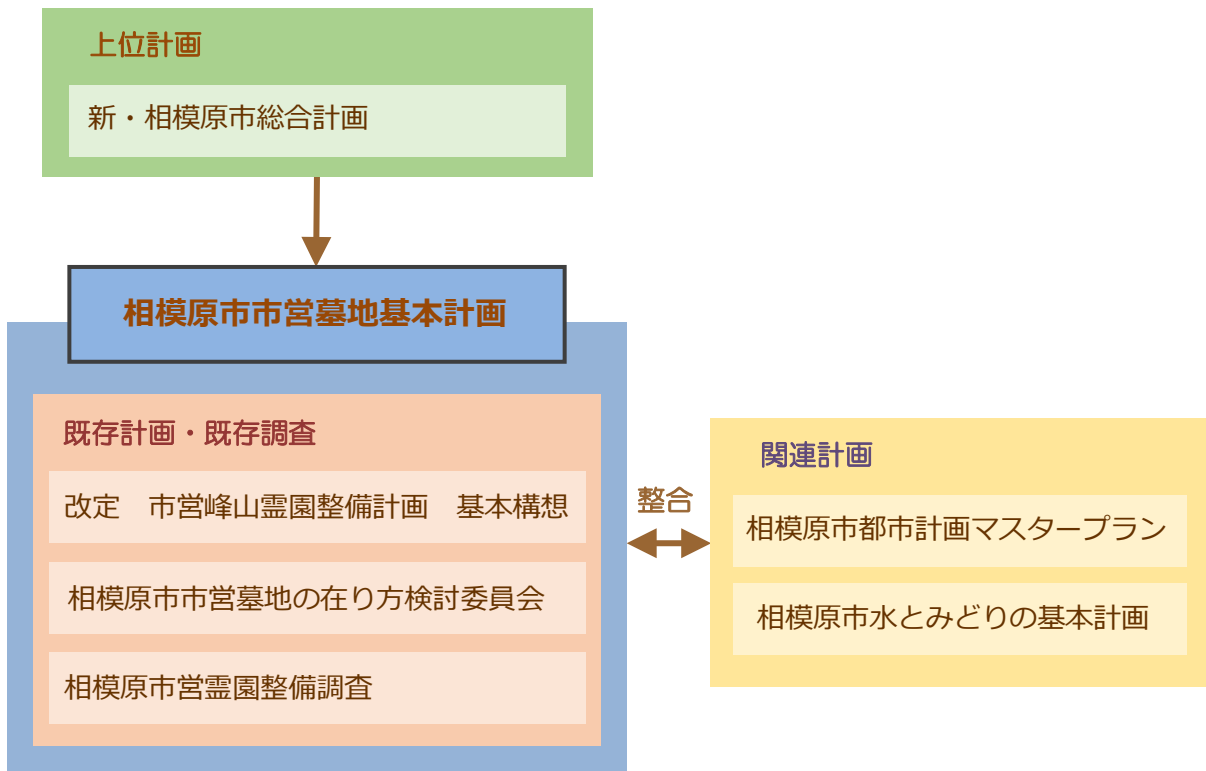 上位計画
新・相模原市総合計画
相模原市市営墓地基本計画
既存計画・既存調査
改定　市営峰山霊園整備計画　基本構想
相模原市市営墓地の在り方検討委員会
相模原市営霊園整備調査
整合
関連計画
相模原市都市計画マスタープラン
相模原市水とみどりの基本計画